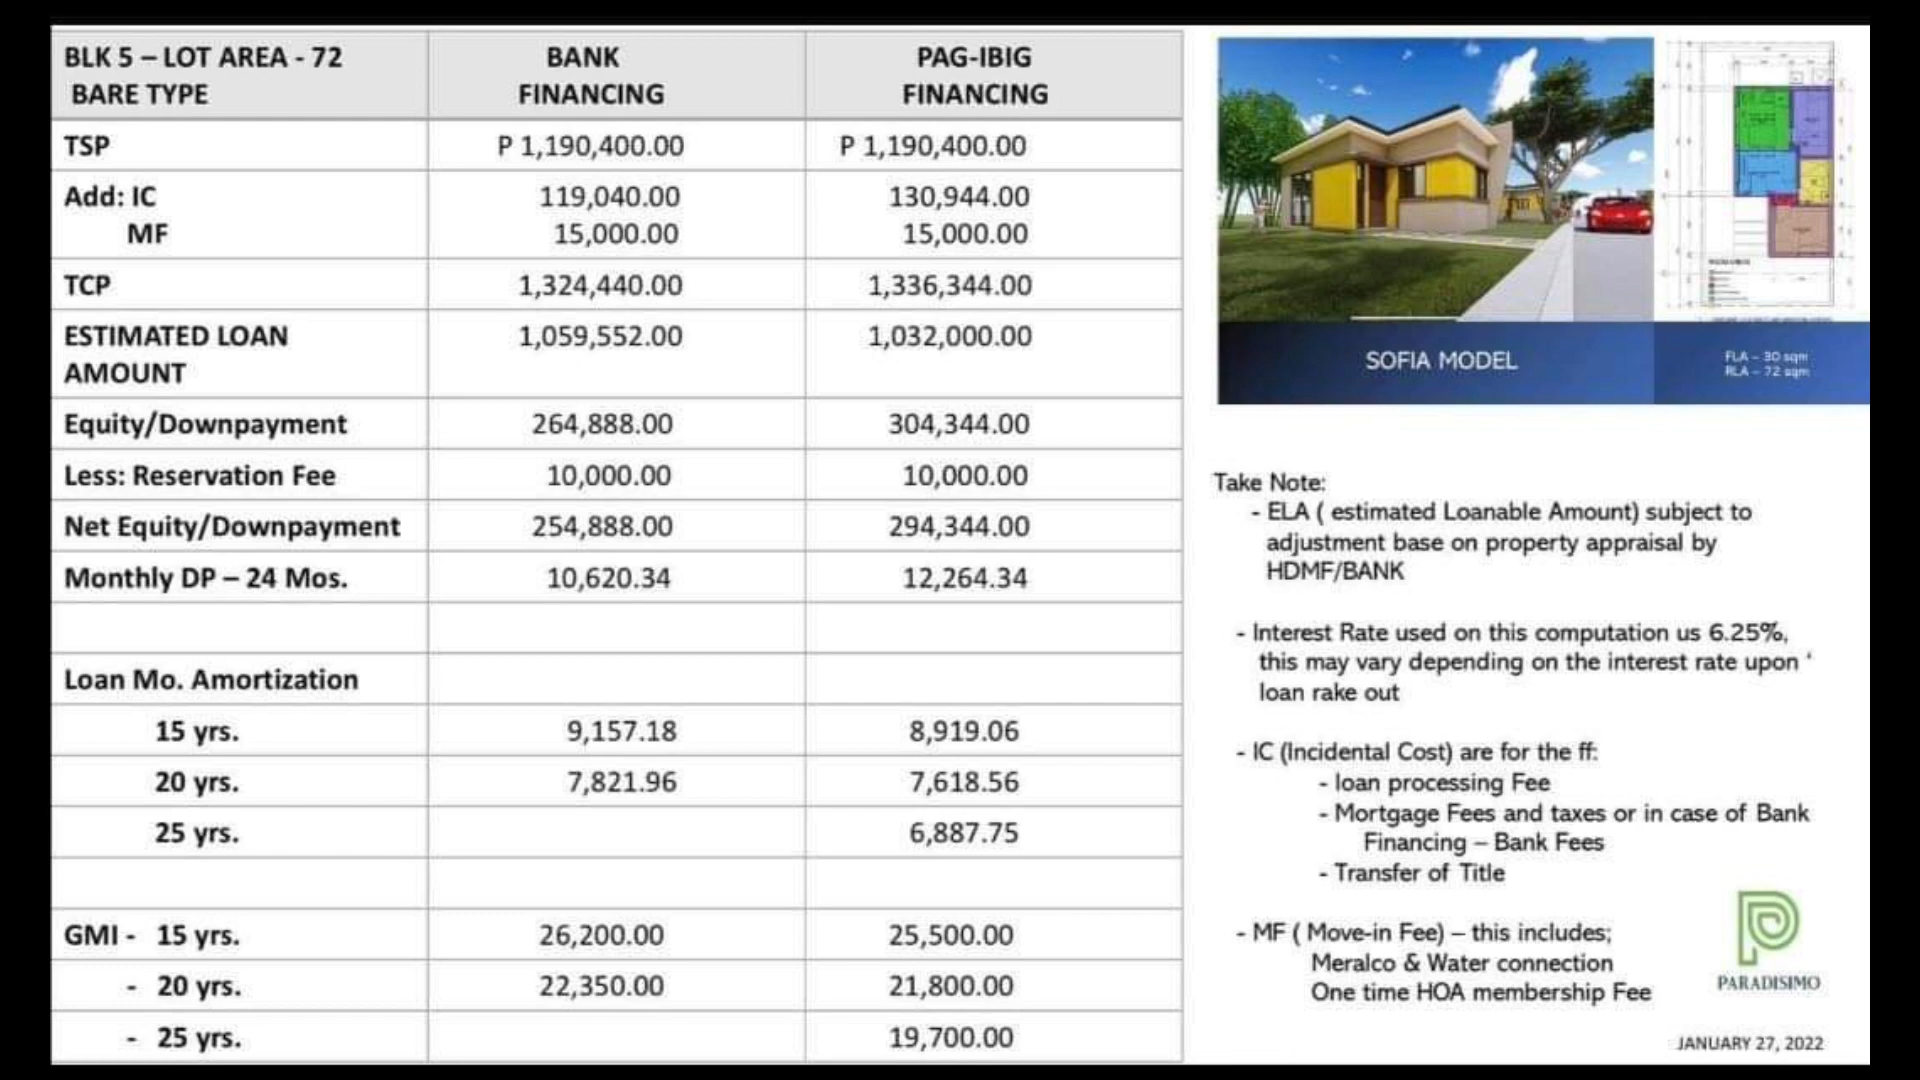 BLK 5 – LOT AREA - 72
BARE TYPE
BANK
FINANCING
PAG-IBIG
FINANCING
TSP P 1,190,400.00 P 1,190,400.00
Add: IC 119,040.00 130,944.00
MF 15,000.00 15,000.00
TCP 1,324,440.00 1,336,344.00
ESTIMATED LOAN
AMOUNT
1,059,552.00 1,032,000.00
Equity/Downpayment 264,888.00 304,344.00
Less: Reservation Fee 10,000.00 10,000.00
Net Equity/Downpayment 254,888.00 294,344.00
Monthly DP – 24 Mos. 10,620.34 12,264.34
Loan Mo. Amortization
15 yrs. 9,157.18 8,919.06
20 yrs. 7,821.96 7,618.56
25 yrs. 6,887.75
GMI - 15 yrs. 26,200.00 25,500.00
- 20 yrs. 22,350.00 21,800.00
- 25 yrs. 19,700.00
SOFIA MODEL
FLA – 30 sqm
RLA – 72 sqm
Take Note:
- ELA ( estimated Loanable Amount) subject to
adjustment base on property appraisal by
HDMF/BANK
- Interest Rate used on this computation us 6.25%,
this may vary depending on the interest rate upon ‘
loan rake out
- IC (Incidental Cost) are for the ff:
- loan processing Fee
- Mortgage Fees and taxes or in case of Bank
Financing – Bank Fees
- Transfer of Title
- MF ( Move-in Fee) – this includes;
Meralco & Water connection
One time HOA membership Fee
PARADISIMO
JANUARY 27, 2022